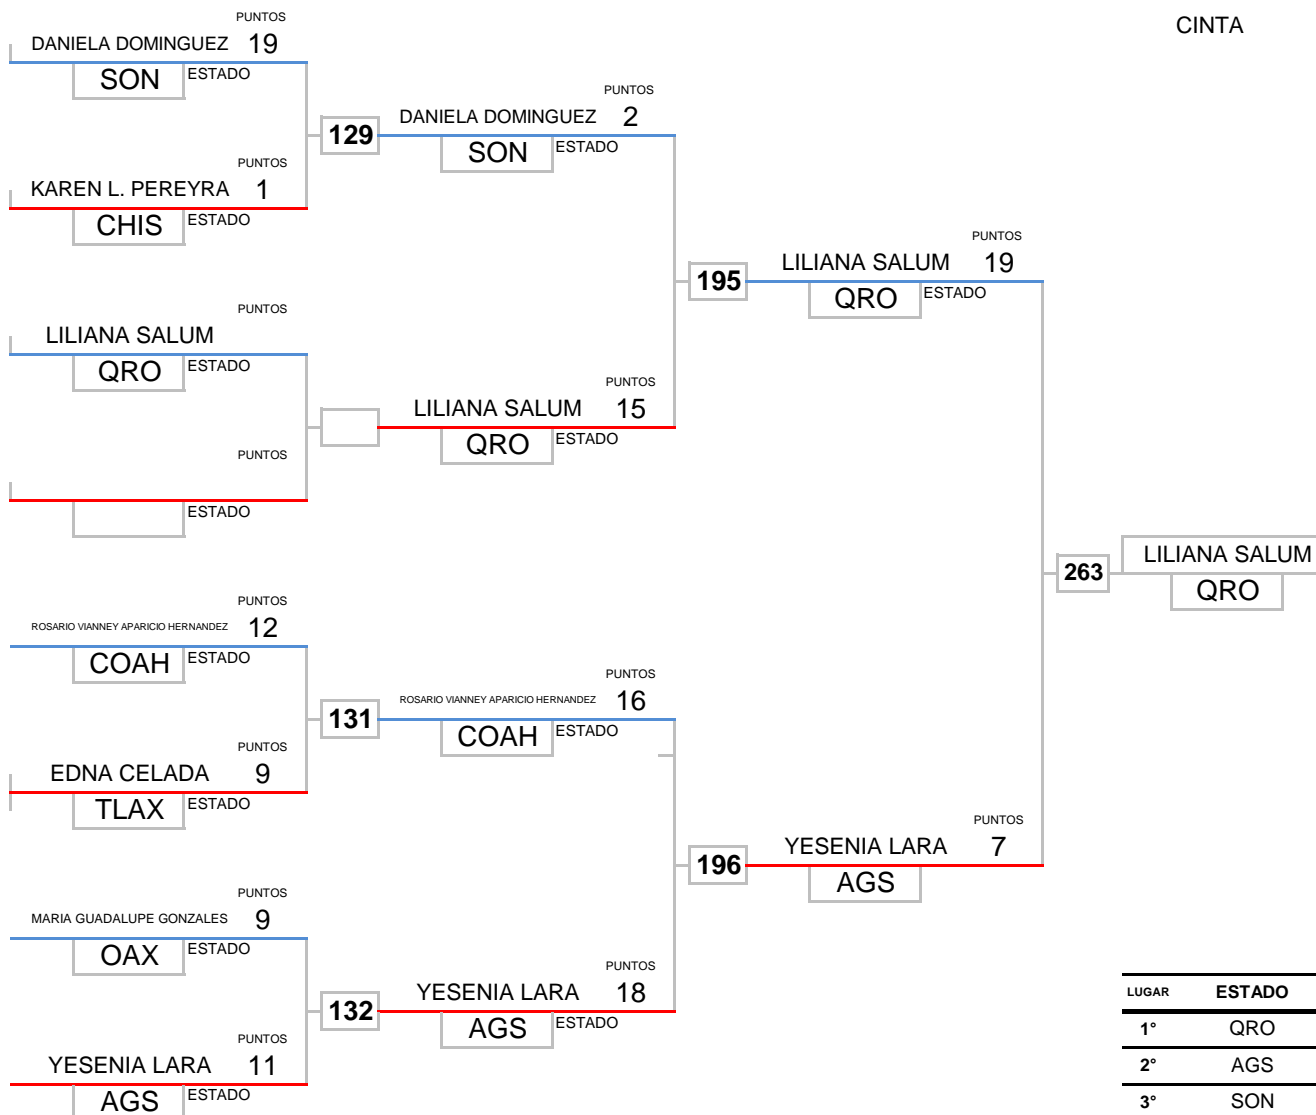 CINTA
PUNTOS
DANIELA DOMINGUEZ 19
SON ESTADO
129
PUNTOS
KAREN L. PEREYRA 1
CHIS ESTADO
PUNTOS
DANIELA DOMINGUEZ 2
SON ESTADO
195
PUNTOS
LILIANA SALUM
QRO ESTADO
PUNTOS
ESTADO
PUNTOS
LILIANA SALUM 15
QRO ESTADO
PUNTOS
LILIANA SALUM 19
QRO ESTADO
263
LILIANA SALUM
QRO
PUNTOS
ROSARIO VIANNEY APARICIO HERNANDEZ 12
COAH ESTADO
131
PUNTOS
EDNA CELADA 9
TLAX ESTADO
PUNTOS
ROSARIO VIANNEY APARICIO HERNANDEZ 16
COAH ESTADO
196
PUNTOS
YESENIA LARA 7
AGS
PUNTOS
MARIA GUADALUPE GONZALES 9
OAX ESTADO
132
PUNTOS
YESENIA LARA 11
AGS ESTADO
PUNTOS
YESENIA LARA 18
AGS ESTADO
LUGAR ESTADO
1° QRO
2° AGS
3° SON